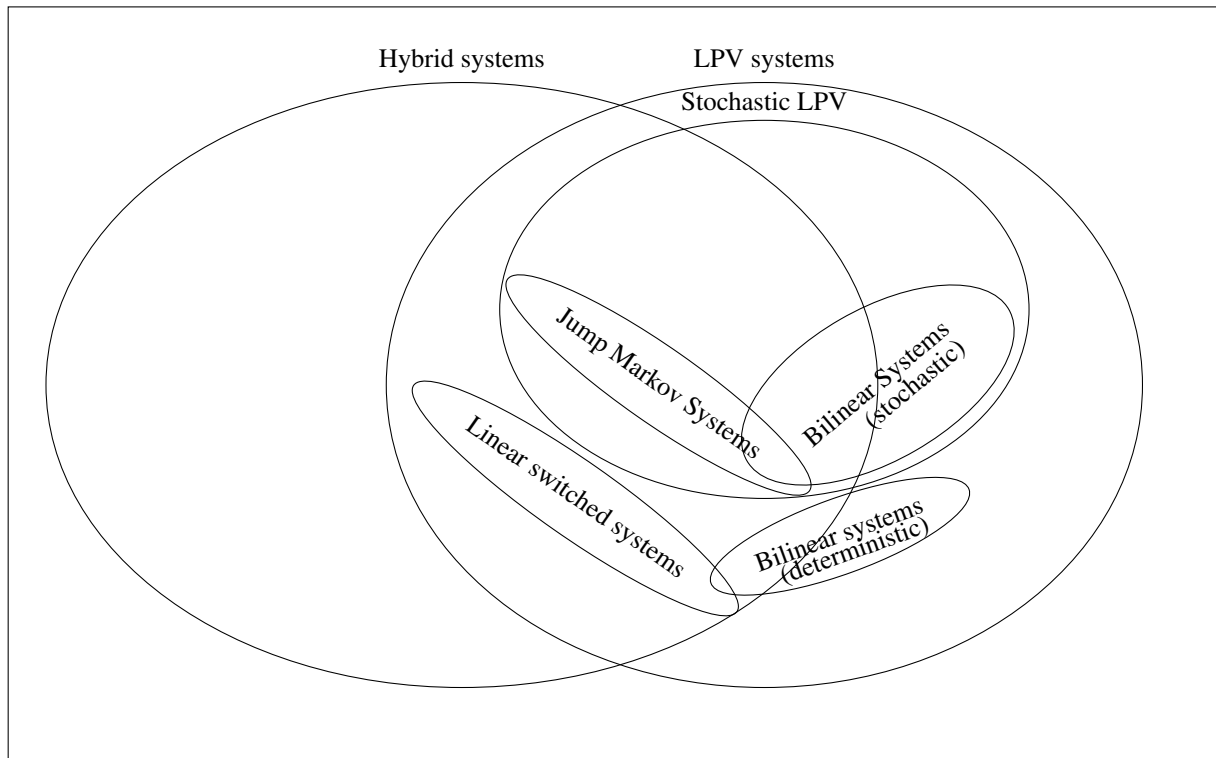 Hybrid systems
LPV systems
Stochastic LPV
Jump Markov Systems
Bilinear Systems
(stochastic)
Linear switched systems
Bilinear systems
(deterministic)